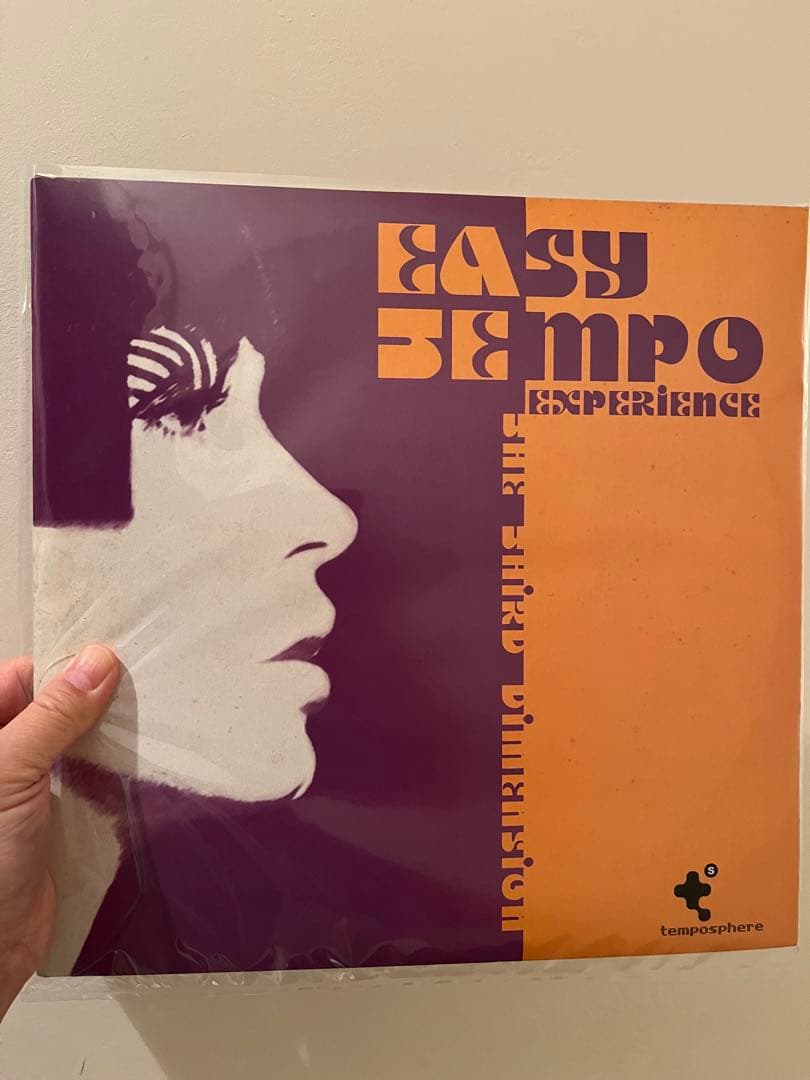 EASY
TEMPO
EXPERIENCE
THE THIRD DIMENSION
S
temposphere